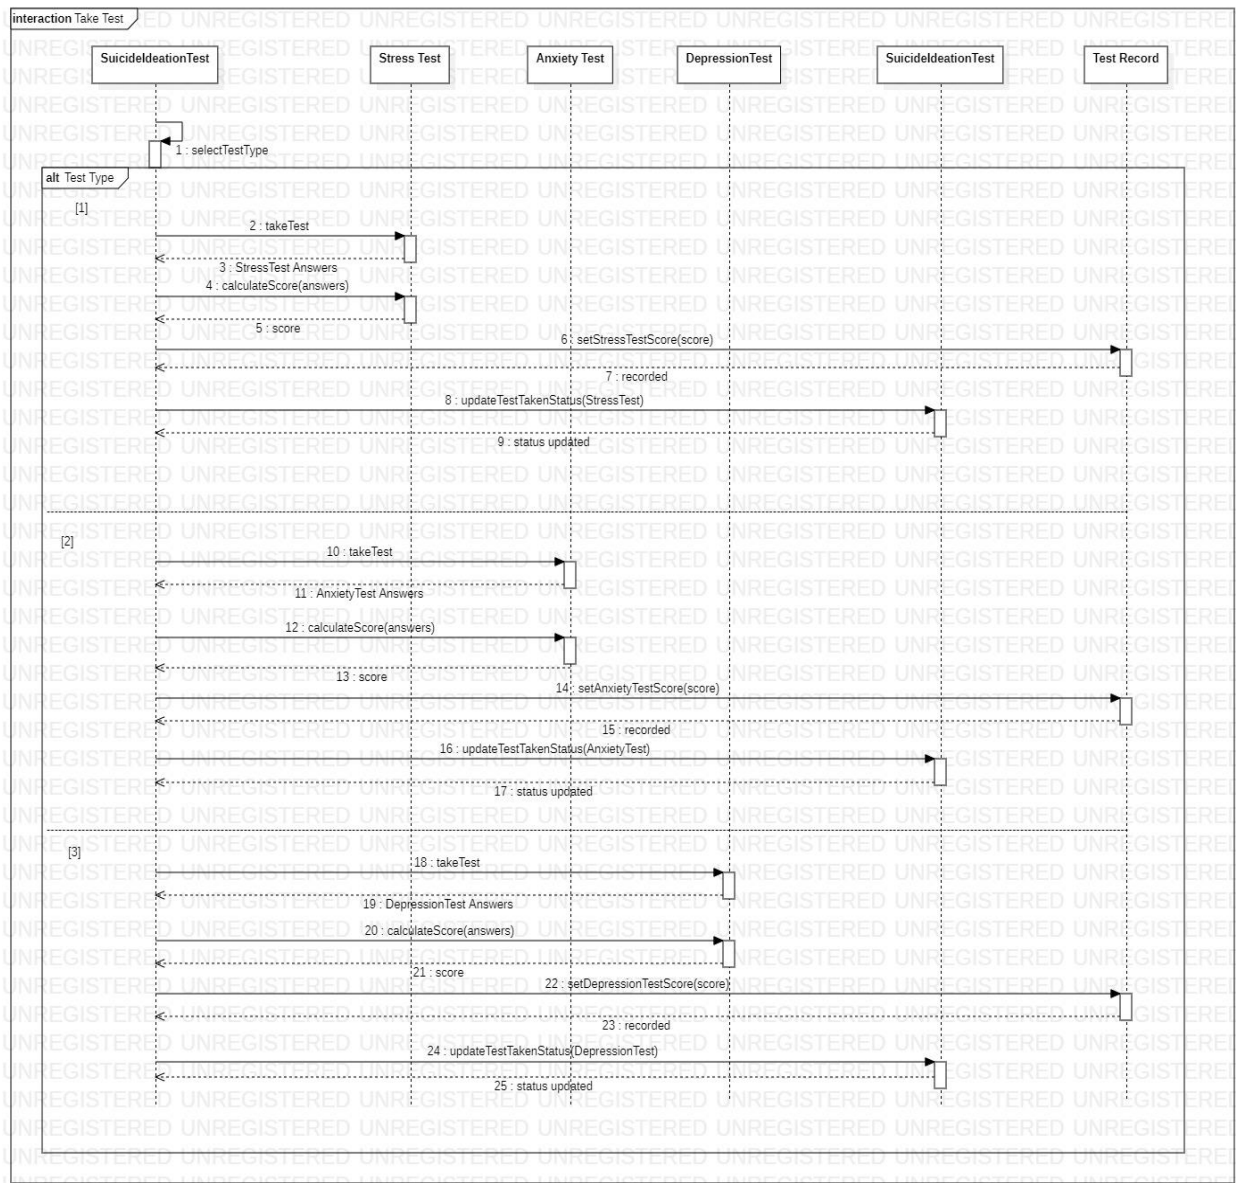 interaction Take Test
SuicideIdeationTest
Stress Test
Anxiety Test
DepressionTest
SuicideIdeationTest
Test Record
1 : selectTestType
alt Test Type
[1]
2 : takeTest
3 : StressTest Answers
4 : calculateScore(answers)
5 : score
6 : setStressTestScore(score)
7 : recorded
8 : updateTestTakenStatus(StressTest)
9 : status updated
[2]
10 : takeTest
11 : AnxietyTest Answers
12 : calculateScore(answers)
13 : score
14 : setAnxietyTestScore(score)
15 : recorded
16 : updateTestTakenStatus(AnxietyTest)
17 : status updated
[3]
18 : takeTest
19 : DepressionTest Answers
20 : calculateScore(answers)
21 : score
22 : setDepressionTestScore(score)
23 : recorded
24 : updateTestTakenStatus(DepressionTest)
25 : status updated
UNREGISTERED